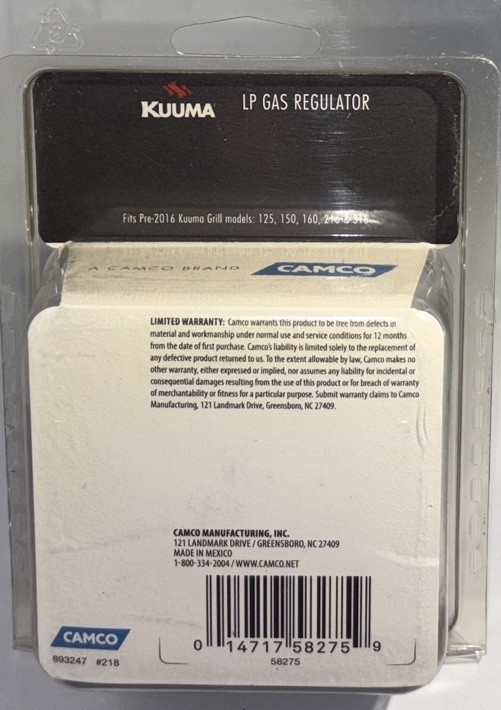 KUUMA LP GAS REGULATOR
Fits Pre-2016 Kuuma Grill models: 125, 150, 160, 216 & 316
A CAMCO BRAND CAMCO
LIMITED WARRANTY: Camco warrants this product to be free from defects in
material and workmanship under normal use and service conditions for 12 months
from the date of first purchase. Camco's liability is limited solely to the replacement of
any defective product returned to us. To the extent allowable by law, Camco makes no
other warranty, either expressed or implied, nor assumes any liability for incidental or
consequential damages resulting from the use of this product or for breach of warranty
of merchantability or fitness for a particular purpose. Submit warranty claims to Camco
Manufacturing, 121 Landmark Drive, Greensboro, NC 27409.
CAMCO MANUFACTURING, INC.
121 LANDMARK DRIVE / GREENSBORO, NC 27409
MADE IN MEXICO
1-800-334-2004 / WWW.CAMCO.NET
CAMCO
893247 #218
0 14717 58275 9
58275